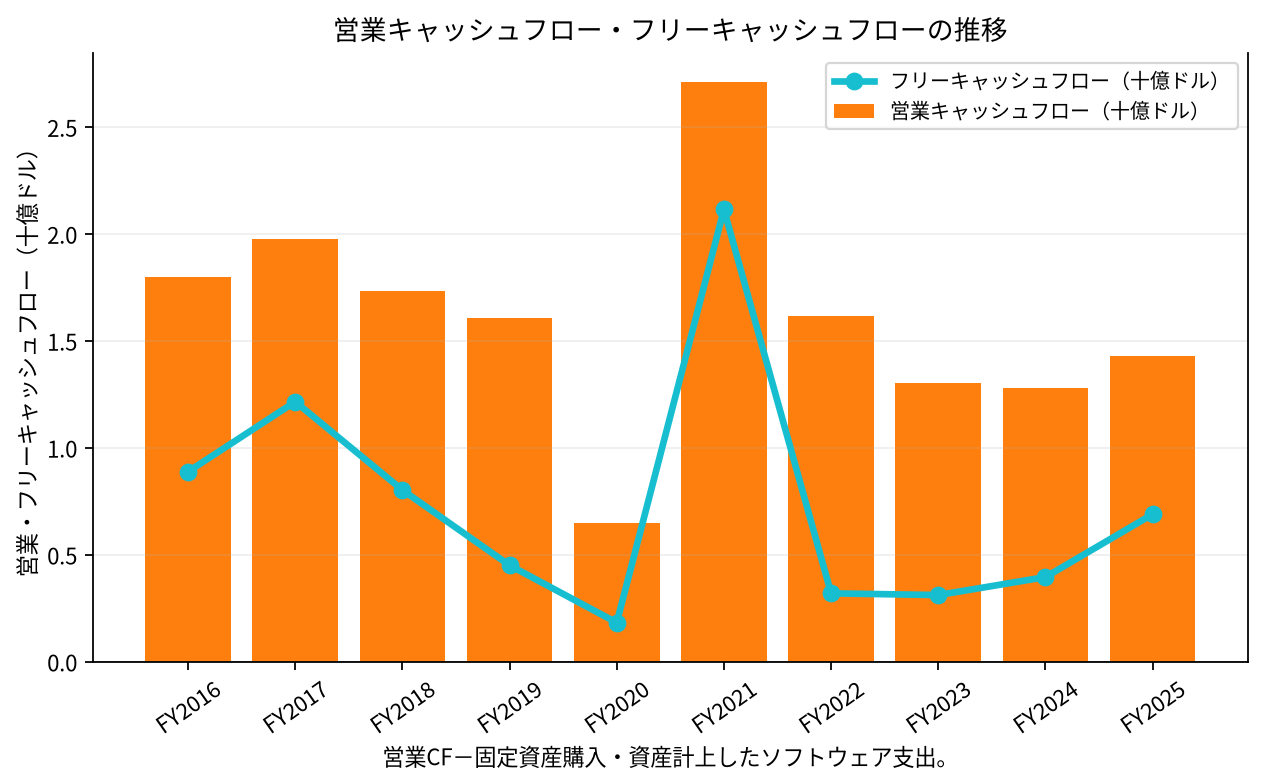 営業キャッシュフロー・フリーキャッシュフローの推移
フリーキャッシュフロー（十億ドル）
営業キャッシュフロー（十億ドル）
営業・フリーキャッシュフロー（十億ドル）
2.5
2.0
1.5
1.0
0.5
0.0
FY2016
FY2017
FY2018
FY2019
FY2020
FY2021
FY2022
FY2023
FY2024
FY2025
営業CF－固定資産購入・資産計上したソフトウェア支出。